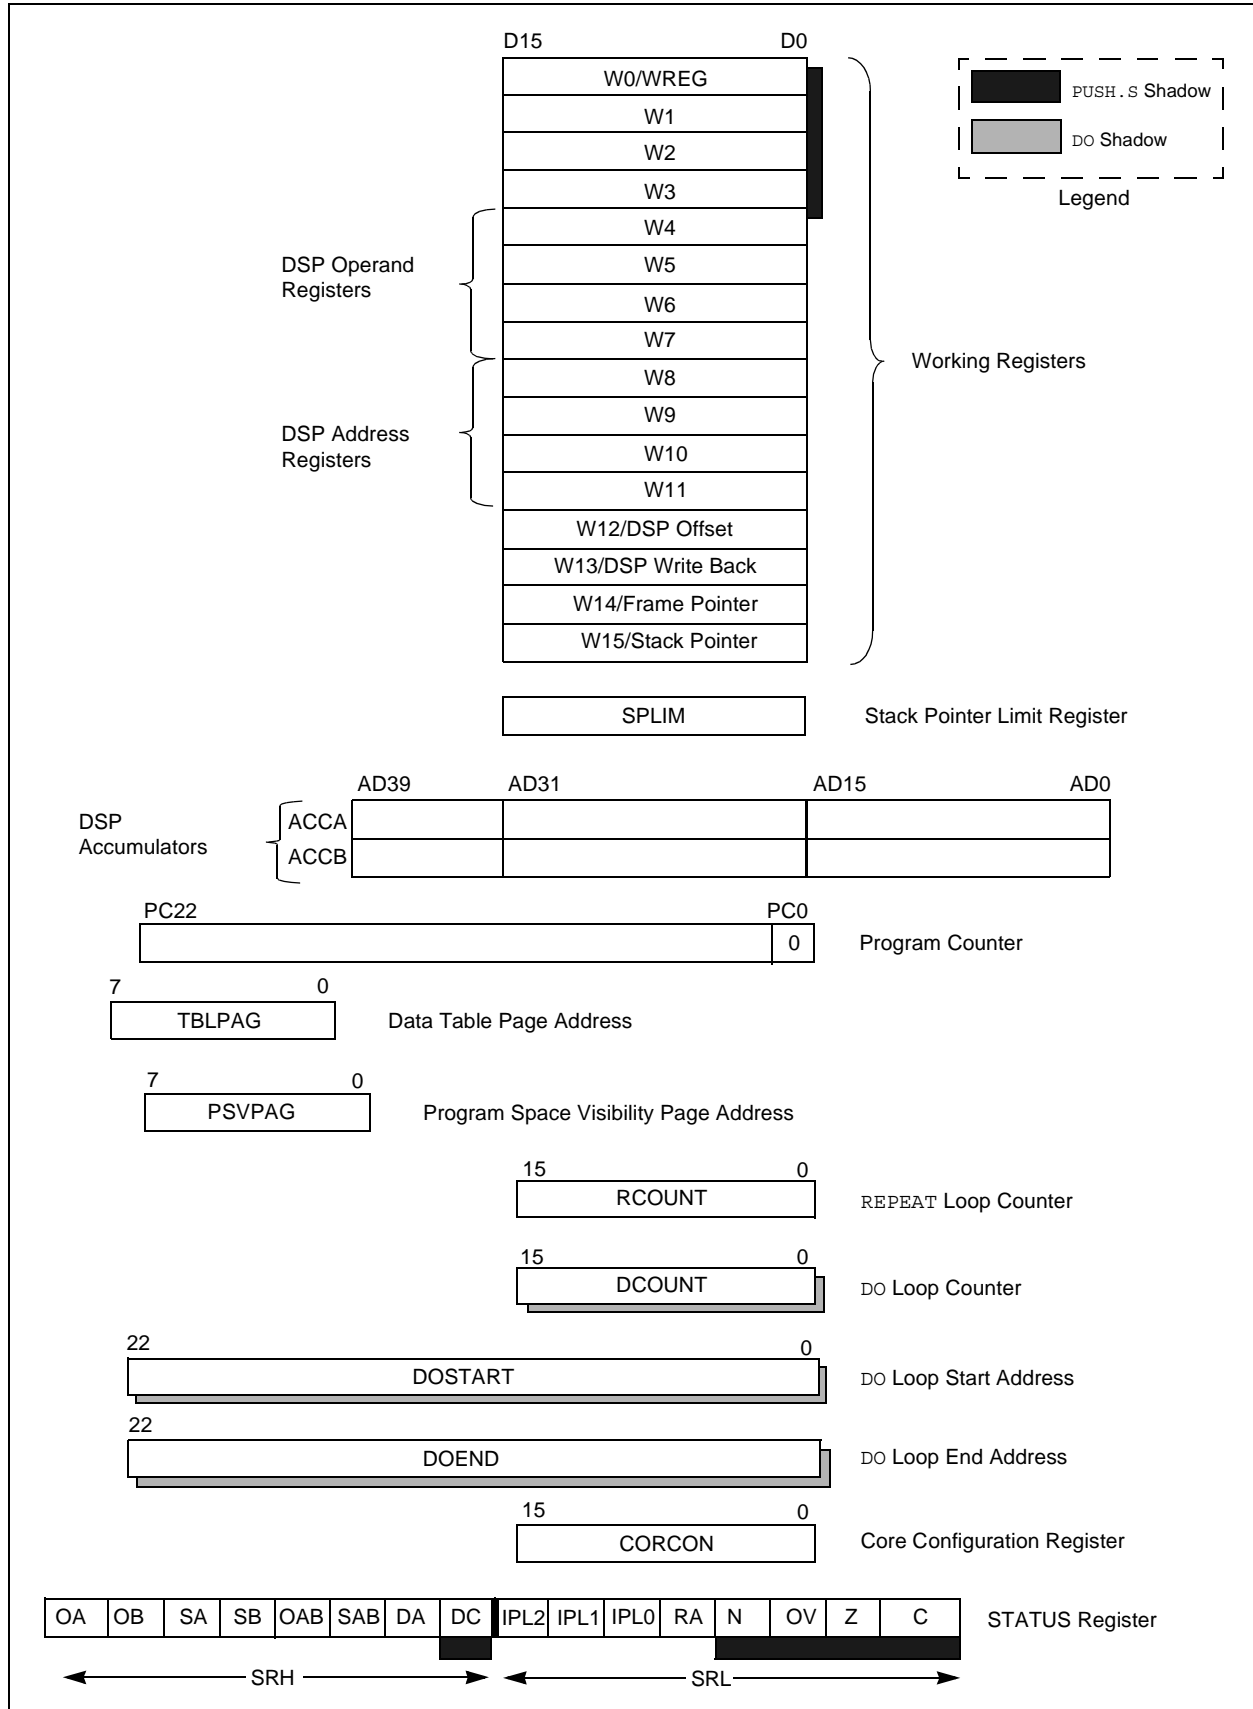 D15 D0
W0/WREG
PUSH.S Shadow
W1
DO Shadow
W2
W3
Legend
W4
DSP Operand
Registers
W5
W6
W7
Working Registers
W8
W9
DSP Address
Registers
W10
W11
W12/DSP Offset
W13/DSP Write Back
W14/Frame Pointer
W15/Stack Pointer
SPLIM Stack Pointer Limit Register
AD39 AD31 AD15 AD0
DSP
Accumulators
ACCA
ACCB
PC22 PC0
0 Program Counter
7 0
TBLPAG Data Table Page Address
7 0
PSVPAG Program Space Visibility Page Address
15 0
RCOUNT REPEAT Loop Counter
15 0
DCOUNT DO Loop Counter
22 0
DOSTART DO Loop Start Address
22
DOEND DO Loop End Address
15 0
CORCON Core Configuration Register
OA OB SA SB OAB SAB DA DC IPL2 IPL1 IPL0 RA N OV Z C STATUS Register
SRH SRL